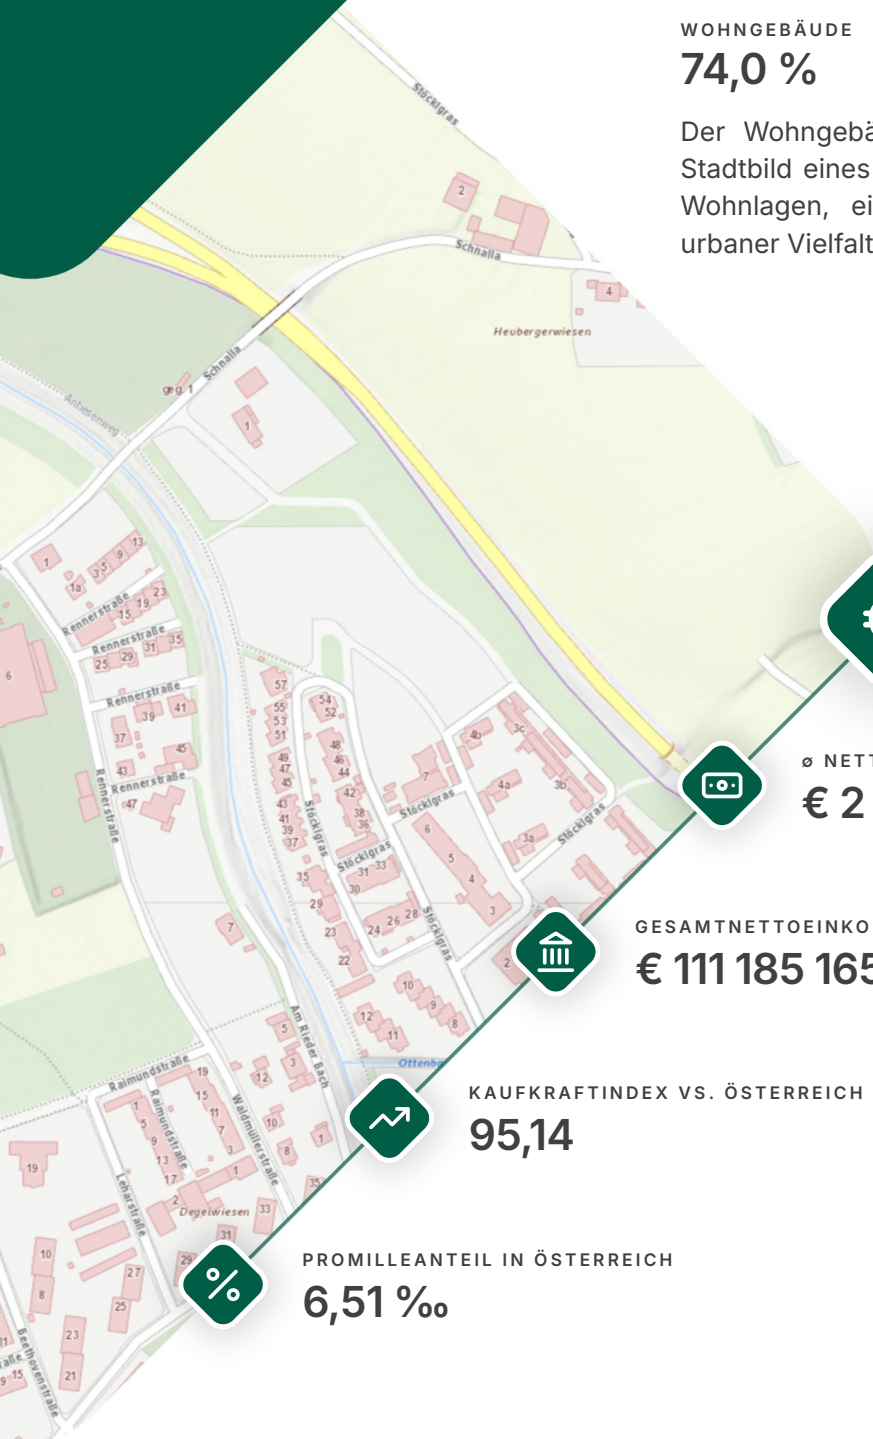 WOHNGEBÄUDE
74,0 %
Der Wohngebä
Stadtbild eines
Wohnlagen, ei
urbaner Vielfalt
Stöcklgras
2
Schnalla
4
Heubergerwiesen
Schnalla
geg. 1
Antiesenweg
1
13
9
5
3
1
1a
23
19
15
Rennerstraße
Rennerstraße
35
31
29
25
6
Rennerstraße
41
39
37
45
43
Rennerstraße
47
Rennerstraße
57
55
53
51
49
47
45
43
41
39
37
35
29
23
22
54
52
48
46
44
42
38
36
Stöcklgras
Stöcklgras
33
31
30
28
26
24
Stöcklgras
7
4b
3c
4a
3b
Stöcklgras
Stöcklgras
3a
6
5
4
3
2
ø NETT
€ 2
GESAMTNETTOEINKO
€ 111 185 165
7
10
9
8
12
11
Ottenba
Am Rieder Bach
5
3
12
10
8
1
35
33
31
29
KAUFKRAFTINDEX VS. ÖSTERREICH
95,14
Raimundstraße
19
15
11
7
3
1
1
5
9
13
17
2
Raimundstraße
Waldmüllerstraße
Leharstraße
Degelwiesen
19
10
8
27
25
23
21
Beethovenstraße
raße
15
PROMILLEANTEIL IN ÖSTERREICH
6,51 ‰